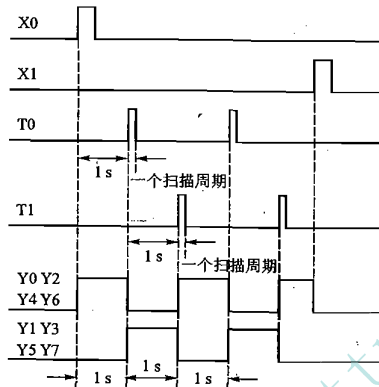 X0
X1
T0
1 s
一个扫描周期
T1
1 s
一个扫描周期
Y0 Y2
Y4 Y6
Y1 Y3
Y5 Y7
1 s 1 s 1 s